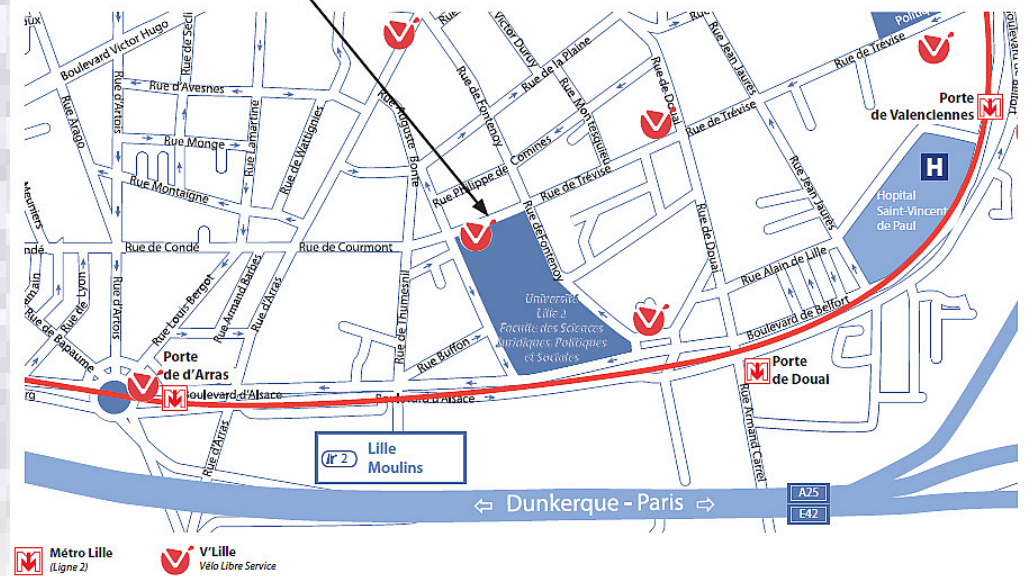 Boulevard Victor Hugo
Rue d'Avesnes
Rue Monge
Rue Montaigne
Rue Arago
Rue d'Artois
Rue Lamartine
Rue de Wattignies
Rue Auguste Bonte
Rue de Fontenoy
Victor Duruy
Rue de la Plaine
Rue Montesquieu
Rue Philippe de Comines
Rue de Trévise
Rue de Douai
Rue de Trévise
Rue Jean Jaurès
Rue de Trévise
Porte
de Valenciennes
H
Hopital
Saint-Vincent
de Paul
Rue Jean Jaurès
Rue de Condé
Rue de Courmont
Rue de Fontenoy
Rue de Douai
Rue Alain de Lille
Boulevard de Belfort
Meuniers
Rue de Lyon
Rue d'Artois
Rue de Bapaume
Rue Louis Bergot
Rue Armand Barbes
Rue d'Arras
Rue de Thumesnil
Rue Buffon
Université
Lille 2
Faculte des Sciences
Juridiques, Politiques
et Sociales
Porte
de d'Arras
Boulevard d'Alsace
Boulevard d'Alsace
Porte
de Douai
Rue d'Arras
Rue Armand Carrel
2
Lille
Moulins
Dunkerque - Paris
A25
E42
Métro Lille
(Ligne 2)
V'Lille
Vélo Libre Service